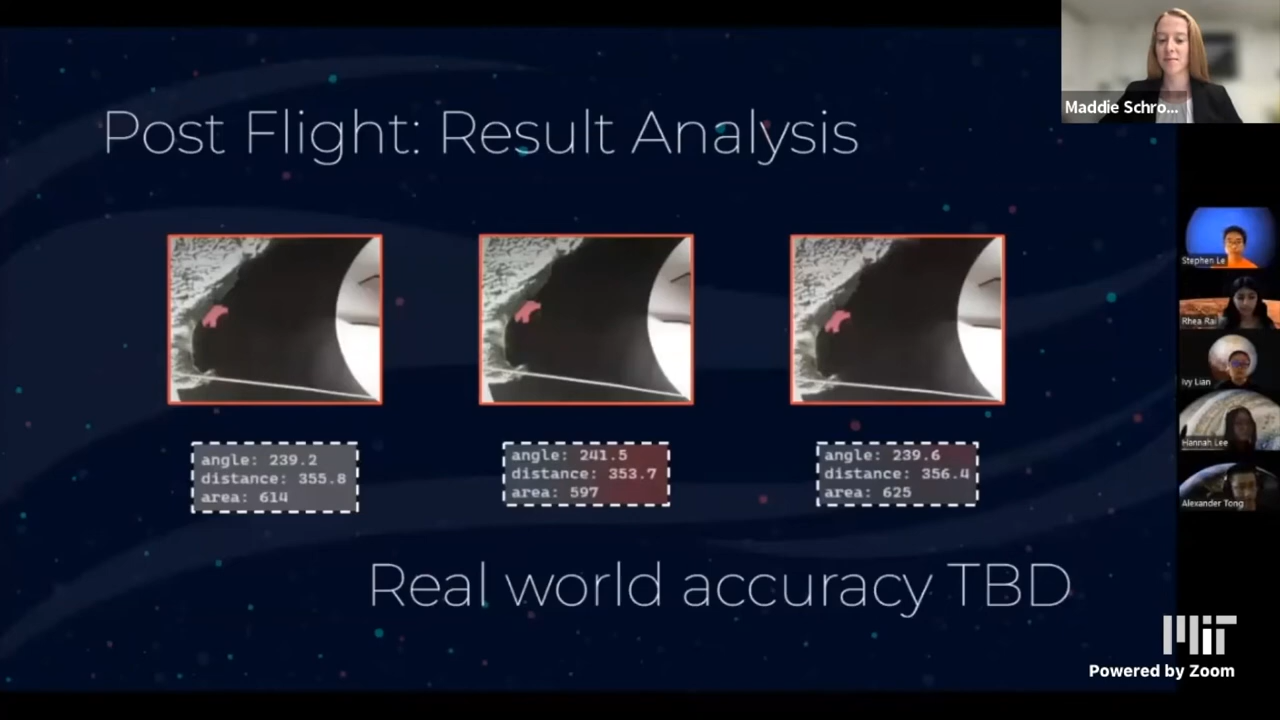 Post Flight: Result Analysis
Maddie Schro...
Stephen Le
Rhea Rai
Ivy Lian
Hannah Lee
Alexander Tong
angle: 239.2
distance: 355.8
area: 614
angle: 241.5
distance: 353.7
area: 597
angle: 239.6
distance: 356.4
area: 625
Real world accuracy TBD
MIT
Powered by Zoom